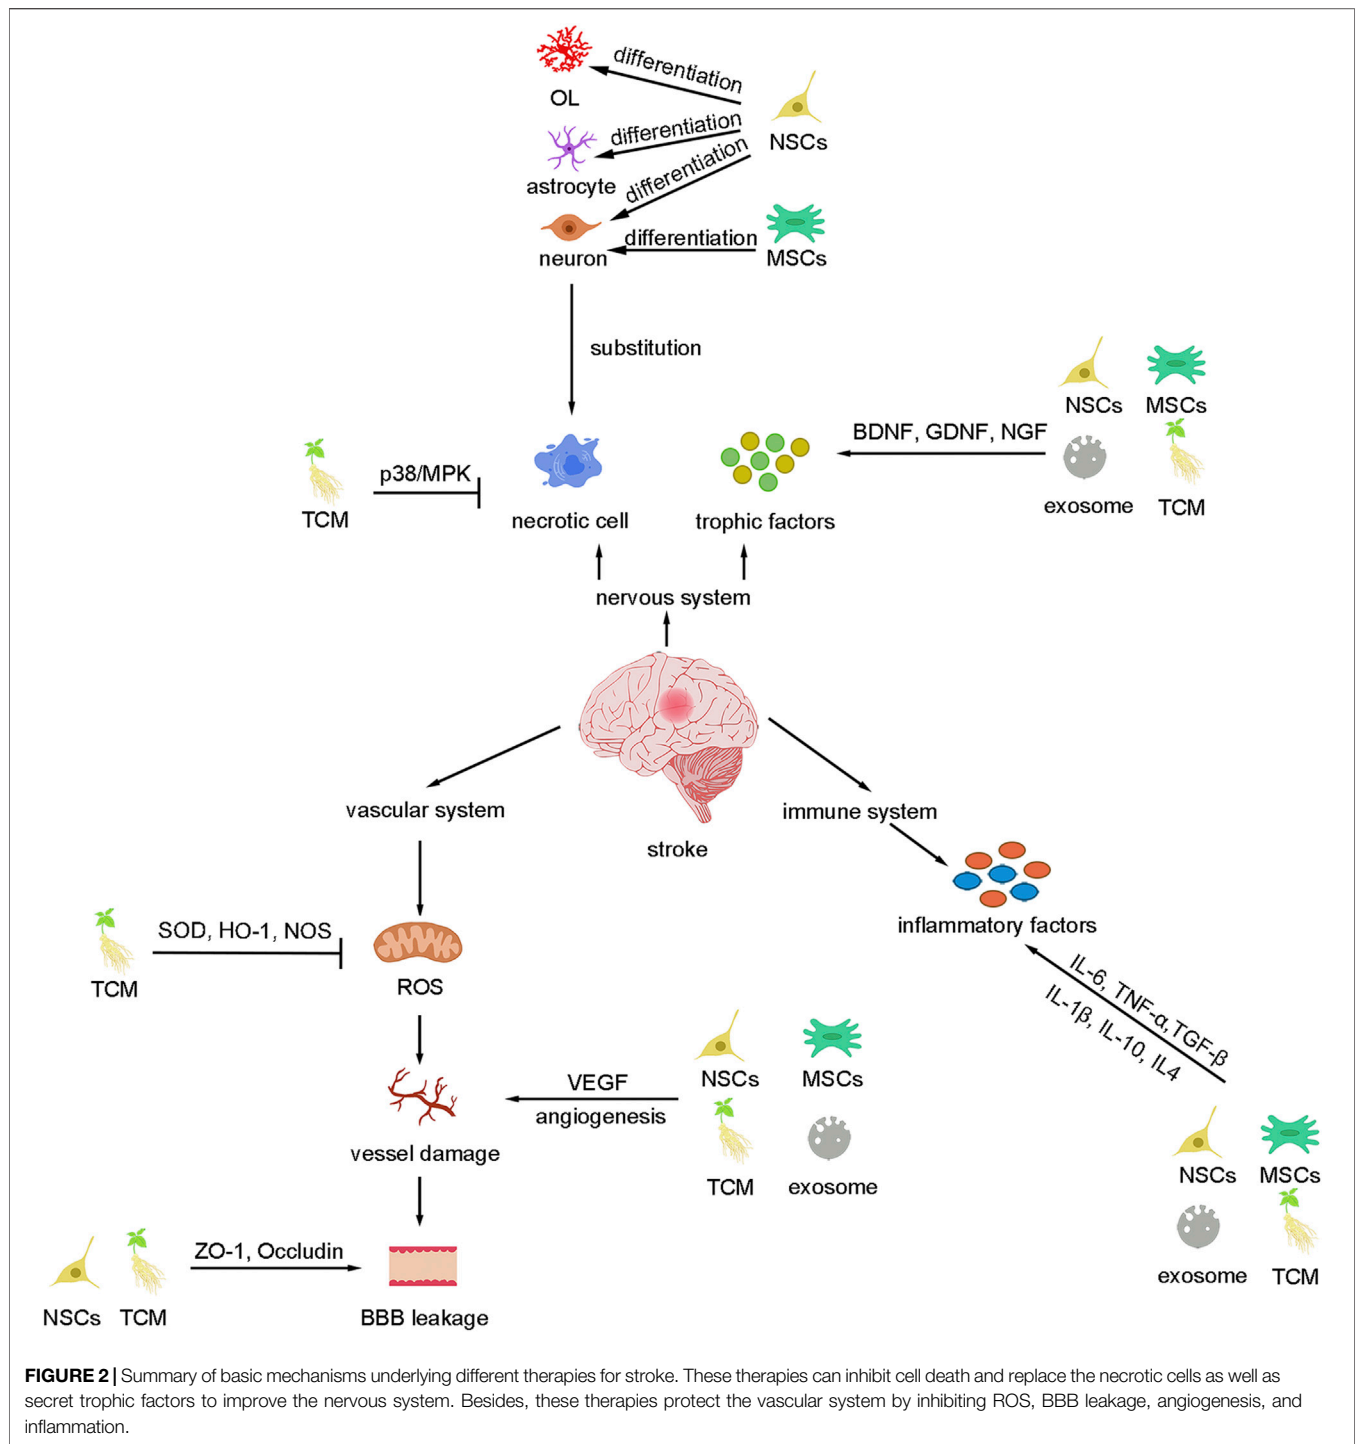 differentiation
OL
differentiation
NSCs
astrocyte
differentiation
differentiation
neuron
MSCs
substitution
NSCs
MSCs
BDNF, GDNF, NGF
p38/MPK
TCM
necrotic cell
trophic factors
exosome
TCM
nervous system
vascular system
immune system
stroke
inflammatory factors
SOD, HO-1, NOS
TCM
ROS
IL-6, TNF-α, TGF-β
IL-1β, IL-10, IL4
NSCs
MSCs
VEGF
angiogenesis
vessel damage
TCM
exosome
NSCs
MSCs
exosome
TCM
ZO-1, Occludin
NSCs
TCM
BBB leakage
FIGURE 2 | Summary of basic mechanisms underlying different therapies for stroke. These therapies can inhibit cell death and replace the necrotic cells as well as
secret trophic factors to improve the nervous system. Besides, these therapies protect the vascular system by inhibiting ROS, BBB leakage, angiogenesis, and
inflammation.